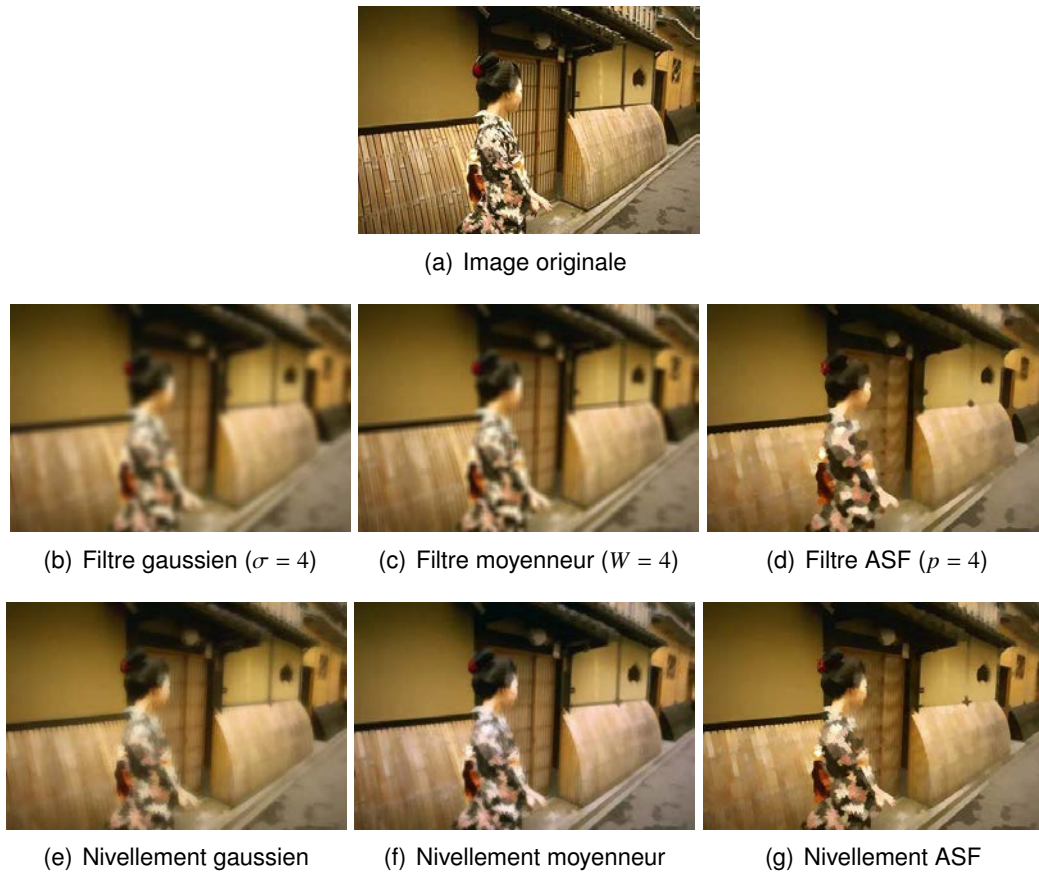 (a) Image originale
(b) Filtre gaussien (σ = 4)
(c) Filtre moyenneur (W = 4)
(d) Filtre ASF (p = 4)
(e) Nivellement gaussien
(f) Nivellement moyenneur
(g) Nivellement ASF